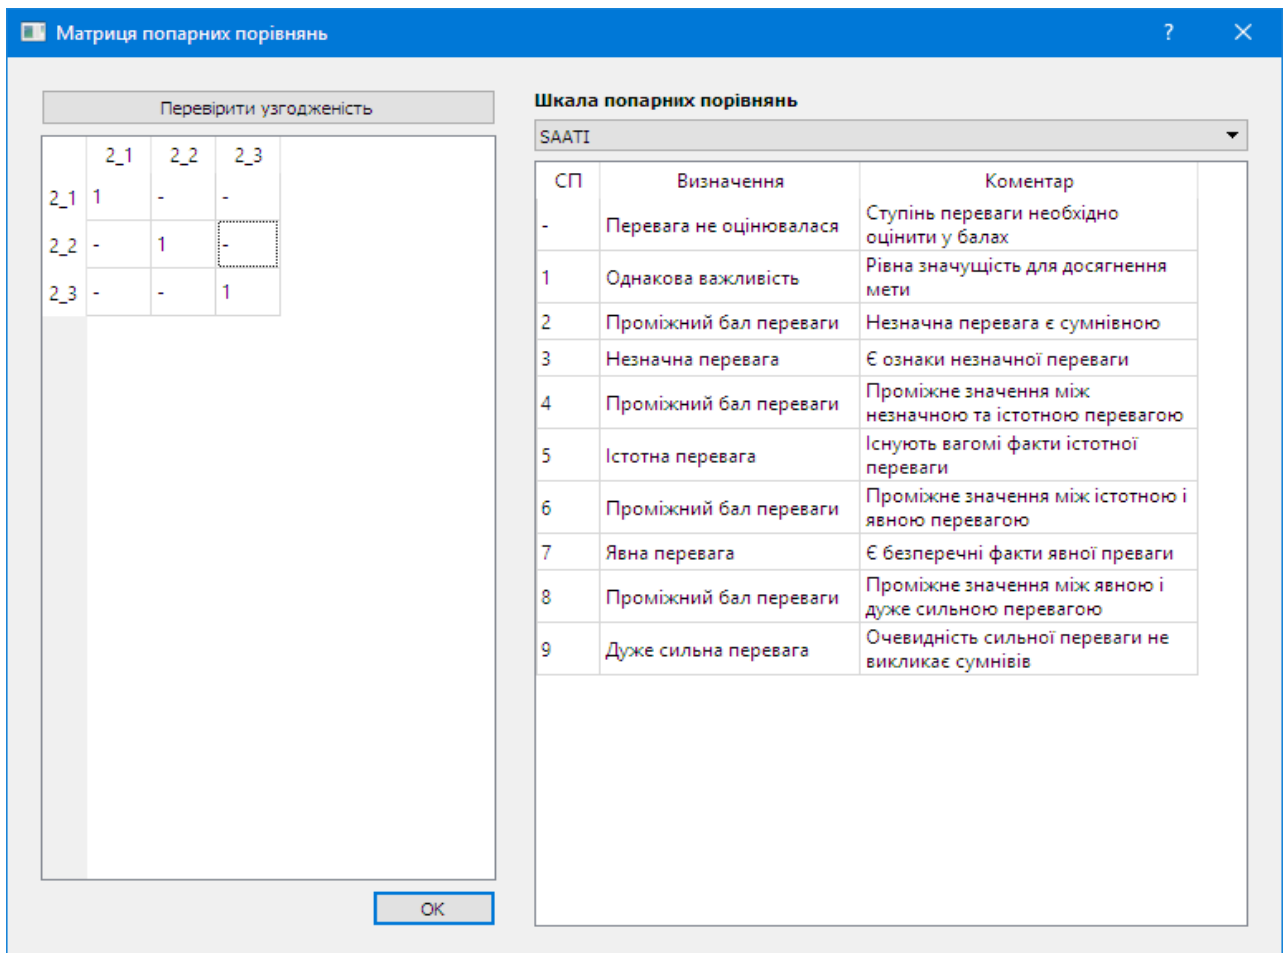 Матриця попарних порівнянь
?
Перевірити узгодженість
2_1 2_2 2_3
2_1 1 - -
2_2 - 1 -
2_3 - - 1
OK
Шкала попарних порівнянь
SAATI
СП Визначення Коментар
- Перевага не оцінювалася Ступінь переваги необхідно
оцінити у балах
1 Однакова важливість Рівна значущість для досягнення
мети
2 Проміжний бал переваги Незначна перевага є сумнівною
3 Незначна перевага Є ознаки незначної переваги
4 Проміжний бал переваги Проміжне значення між
незначною та істотною перевагою
5 Істотна перевага Існують вагомі факти істотної
переваги
6 Проміжний бал переваги Проміжне значення між істотною і
явною перевагою
7 Явна перевага Є безперечні факти явної преваги
8 Проміжний бал переваги Проміжне значення між явною і
дуже сильною перевагою
9 Дуже сильна перевага Очевидність сильної переваги не
викликає сумнівів